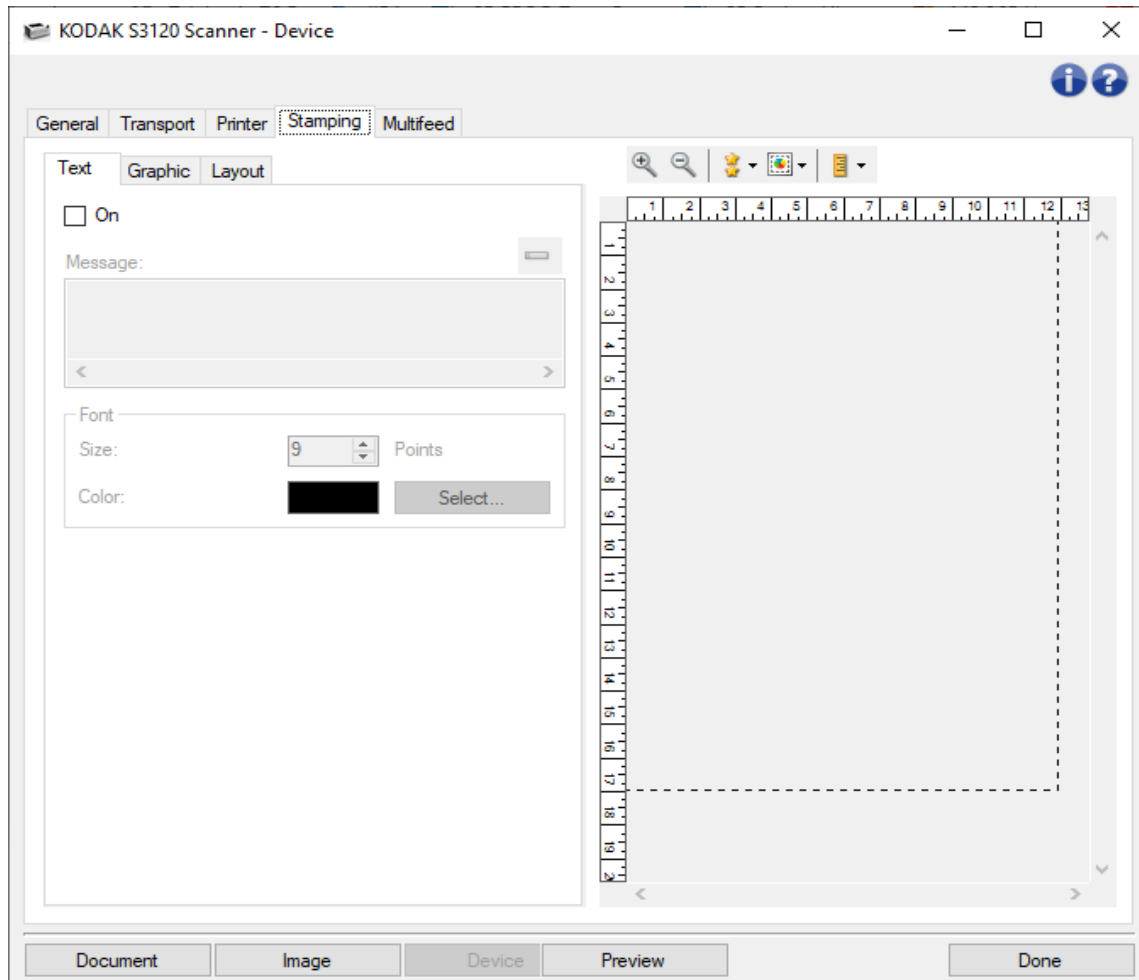 KODAK S3120 Scanner - Device
General Transport Printer Stamping Multifeed
Text Graphic Layout
On
Message:
Font
Size: 9 Points
Color: Select...
1 2 3 4 5 6 7 8 9 10 11 12 13
1
2
3
4
5
6
7
8
9
10
11
12
13
14
15
16
17
18
19
Document Image Device Preview Done